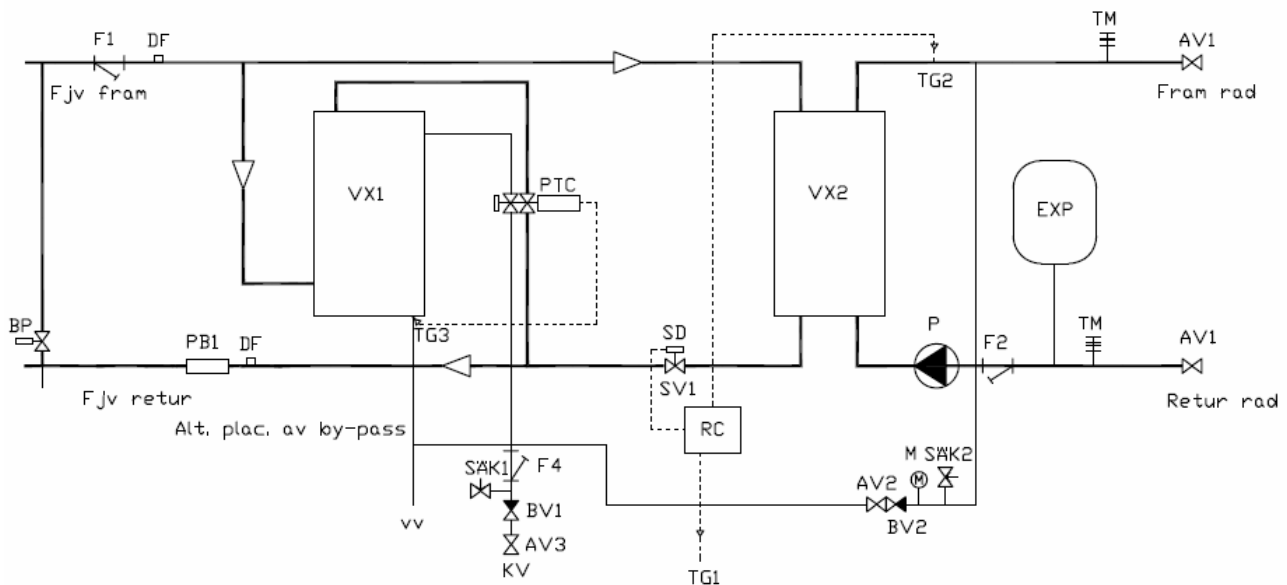 F1
DF
TM
AV1
Fjv fram
TG2
Fram rad
VX1
PTC
VX2
EXP
BP
PB1
DF
TG3
SD
P
F2
TM
AV1
SV1
Fjv retur
Retur rad
Alt, plac, av by-pass
RC
SÄK1
F4
M
SÄK2
AV2
M
BV1
BV2
VV
AV3
KV
TG1